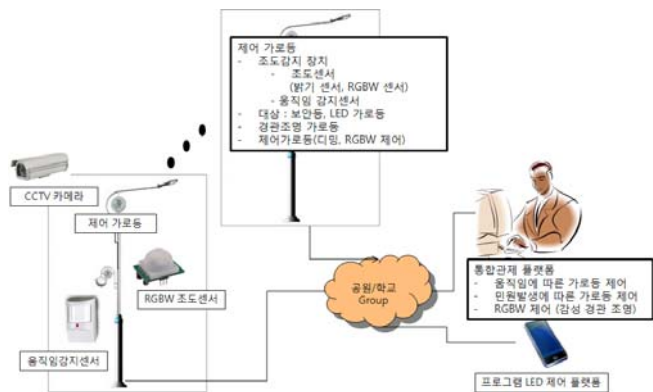 제어 가로등
- 조도감지 장치
- 조도센서
(밝기 센서, RGBW 센서)
- 움직임 감지센서
- 대상 : 보안등, LED 가로등
- 경관조명 가로등
- 제어가로등(디밍, RGBW 제어)
CCTV 카메라
제어 가로등
RGBW 조도센서
움직임감지센서
공원/학교
Group
통합관제 플랫폼
- 움직임에 따른 가로등 제어
- 민원발생에 따른 가로등 제어
- RGBW 제어 (감성 경관 조명)
프로그램 LED 제어 플랫폼